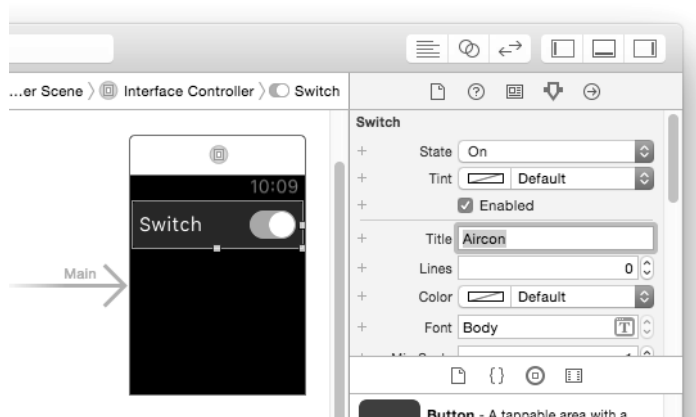 ...er Scene Interface Controller Switch
Switch
State On
Tint Default
Enabled
10:09
Switch
Title Aircon
Lines 0
Color Default
Main
Font Body
Button - A tappable area with a